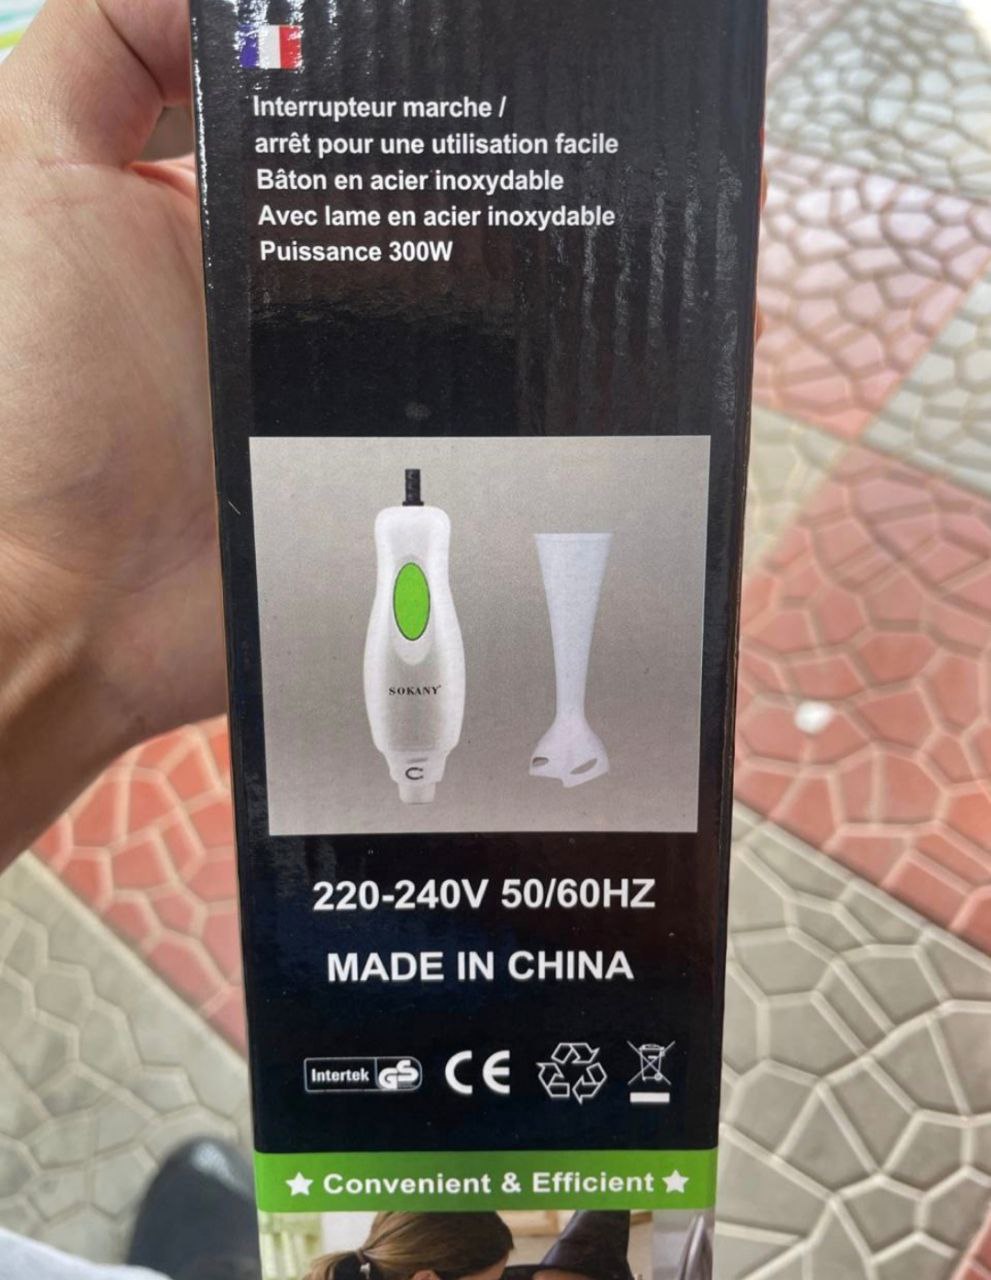 Interrupteur marche /
arrêt pour une utilisation facile
Bâton en acier inoxydable
Avec lame en acier inoxydable
Puissance 300W
SOKANY
220-240V 50/60HZ
MADE IN CHINA
Intertek GS CE
★ Convenient & Efficient ★